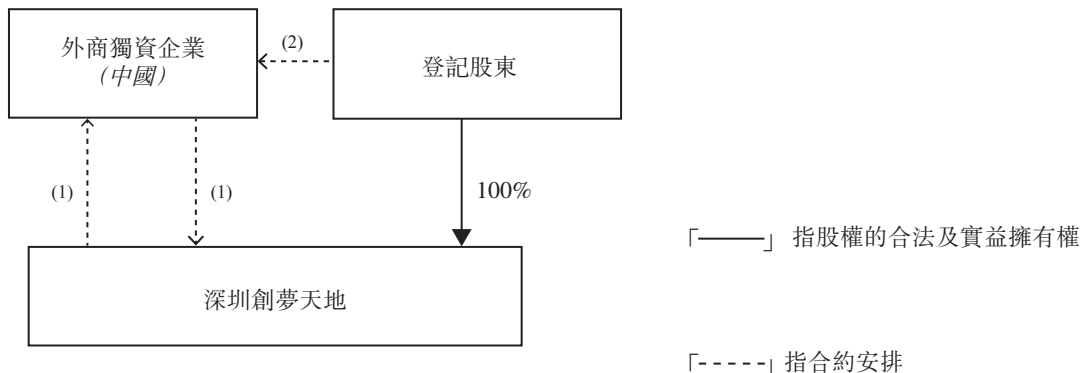 外商獨資企業
（中國）
(2)
登記股東
(1)
(1)
100%
「———」 指股權的合法及實益擁有權
深圳創夢天地
「-----」指合約安排